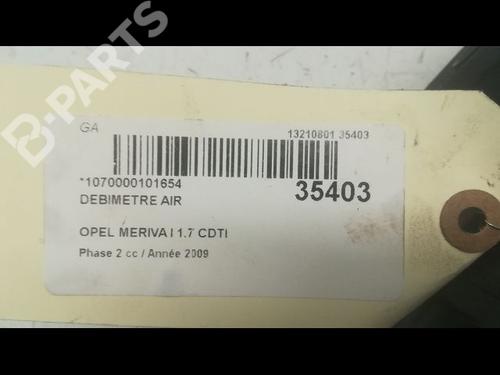 B-PARTS
GA
13210801 35403
*1070000101654
35403
DEBIMETRE AIR
OPEL MERIVA I 1.7 CDTI
Phase 2 cc / Année 2009